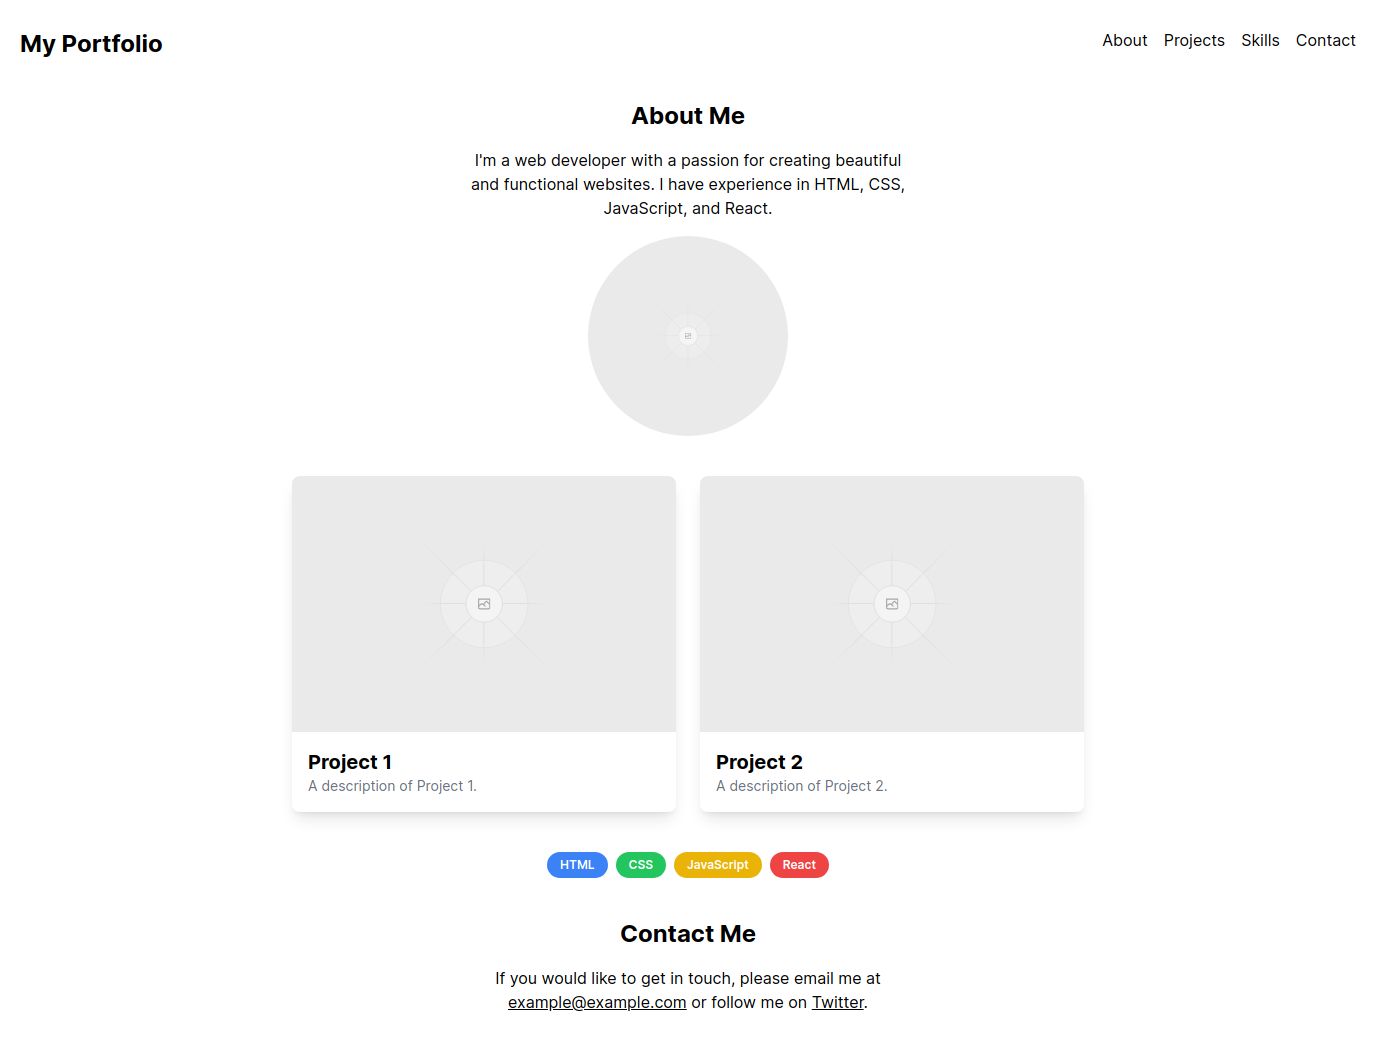 My Portfolio
About Projects Skills Contact
About Me
I'm a web developer with a passion for creating beautiful
and functional websites. I have experience in HTML, CSS,
JavaScript, and React.
Project 1
A description of Project 1.
Project 2
A description of Project 2.
HTML CSS JavaScript React
Contact Me
If you would like to get in touch, please email me at
example@example.com or follow me on Twitter.